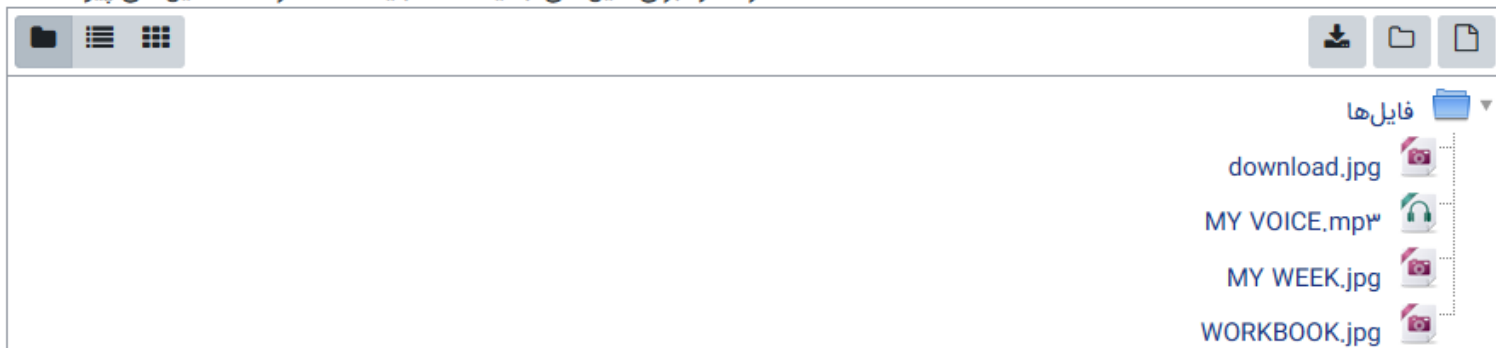 فایل‌ها
download.jpg
MY VOICE.mp۳
MY WEEK.jpg
WORKBOOK.jpg